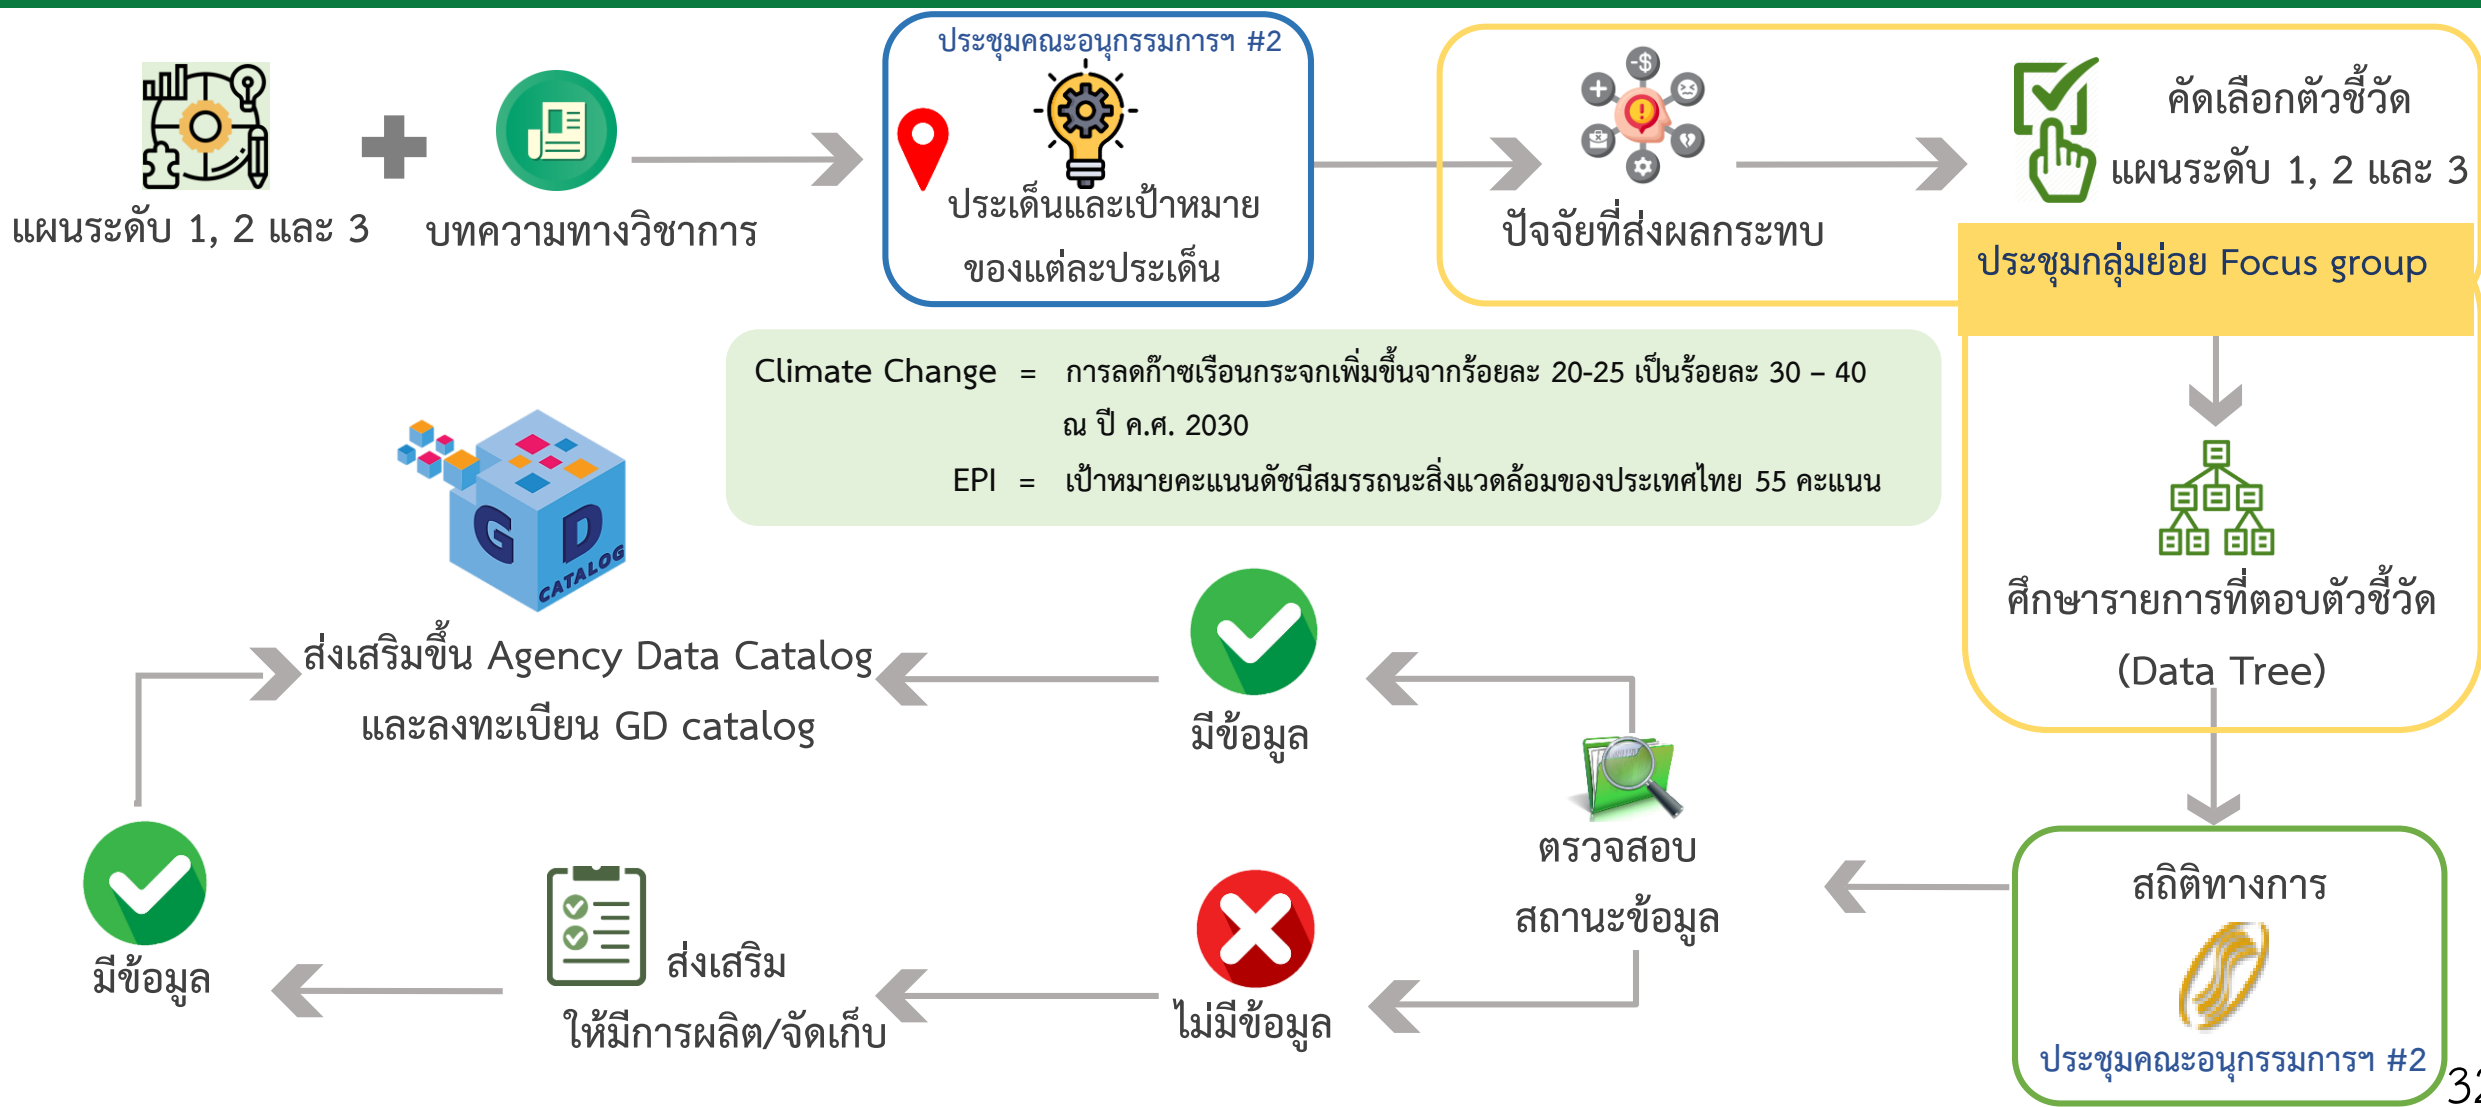 ประชุมคณะอนุกรรมการฯ #2
แผนระดับ 1, 2 และ 3
บทความทางวิชาการ
ประเด็นและเป้าหมาย
ของแต่ละประเด็น
ปัจจัยที่ส่งผลกระทบ
คัดเลือกตัวชี้วัด
แผนระดับ 1, 2 และ 3
ประชุมกลุ่มย่อย Focus group
Climate Change = การลดก๊าซเรือนกระจกเพิ่มขึ้นจากร้อยละ 20-25 เป็นร้อยละ 30 – 40
ณ ปี ค.ศ. 2030
EPI = เป้าหมายคะแนนดัชนีสมรรถนะสิ่งแวดล้อมของประเทศไทย 55 คะแนน
ศึกษารายการที่ตอบตัวชี้วัด
(Data Tree)
สถิติทางการ
ประชุมคณะอนุกรรมการฯ #2
ตรวจสอบ
สถานะข้อมูล
มีข้อมูล
ไม่มีข้อมูล
G D
CATALOG
ส่งเสริมขึ้น Agency Data Catalog
และลงทะเบียน GD catalog
ส่งเสริม
ให้มีการผลิต/จัดเก็บ
มีข้อมูล
32